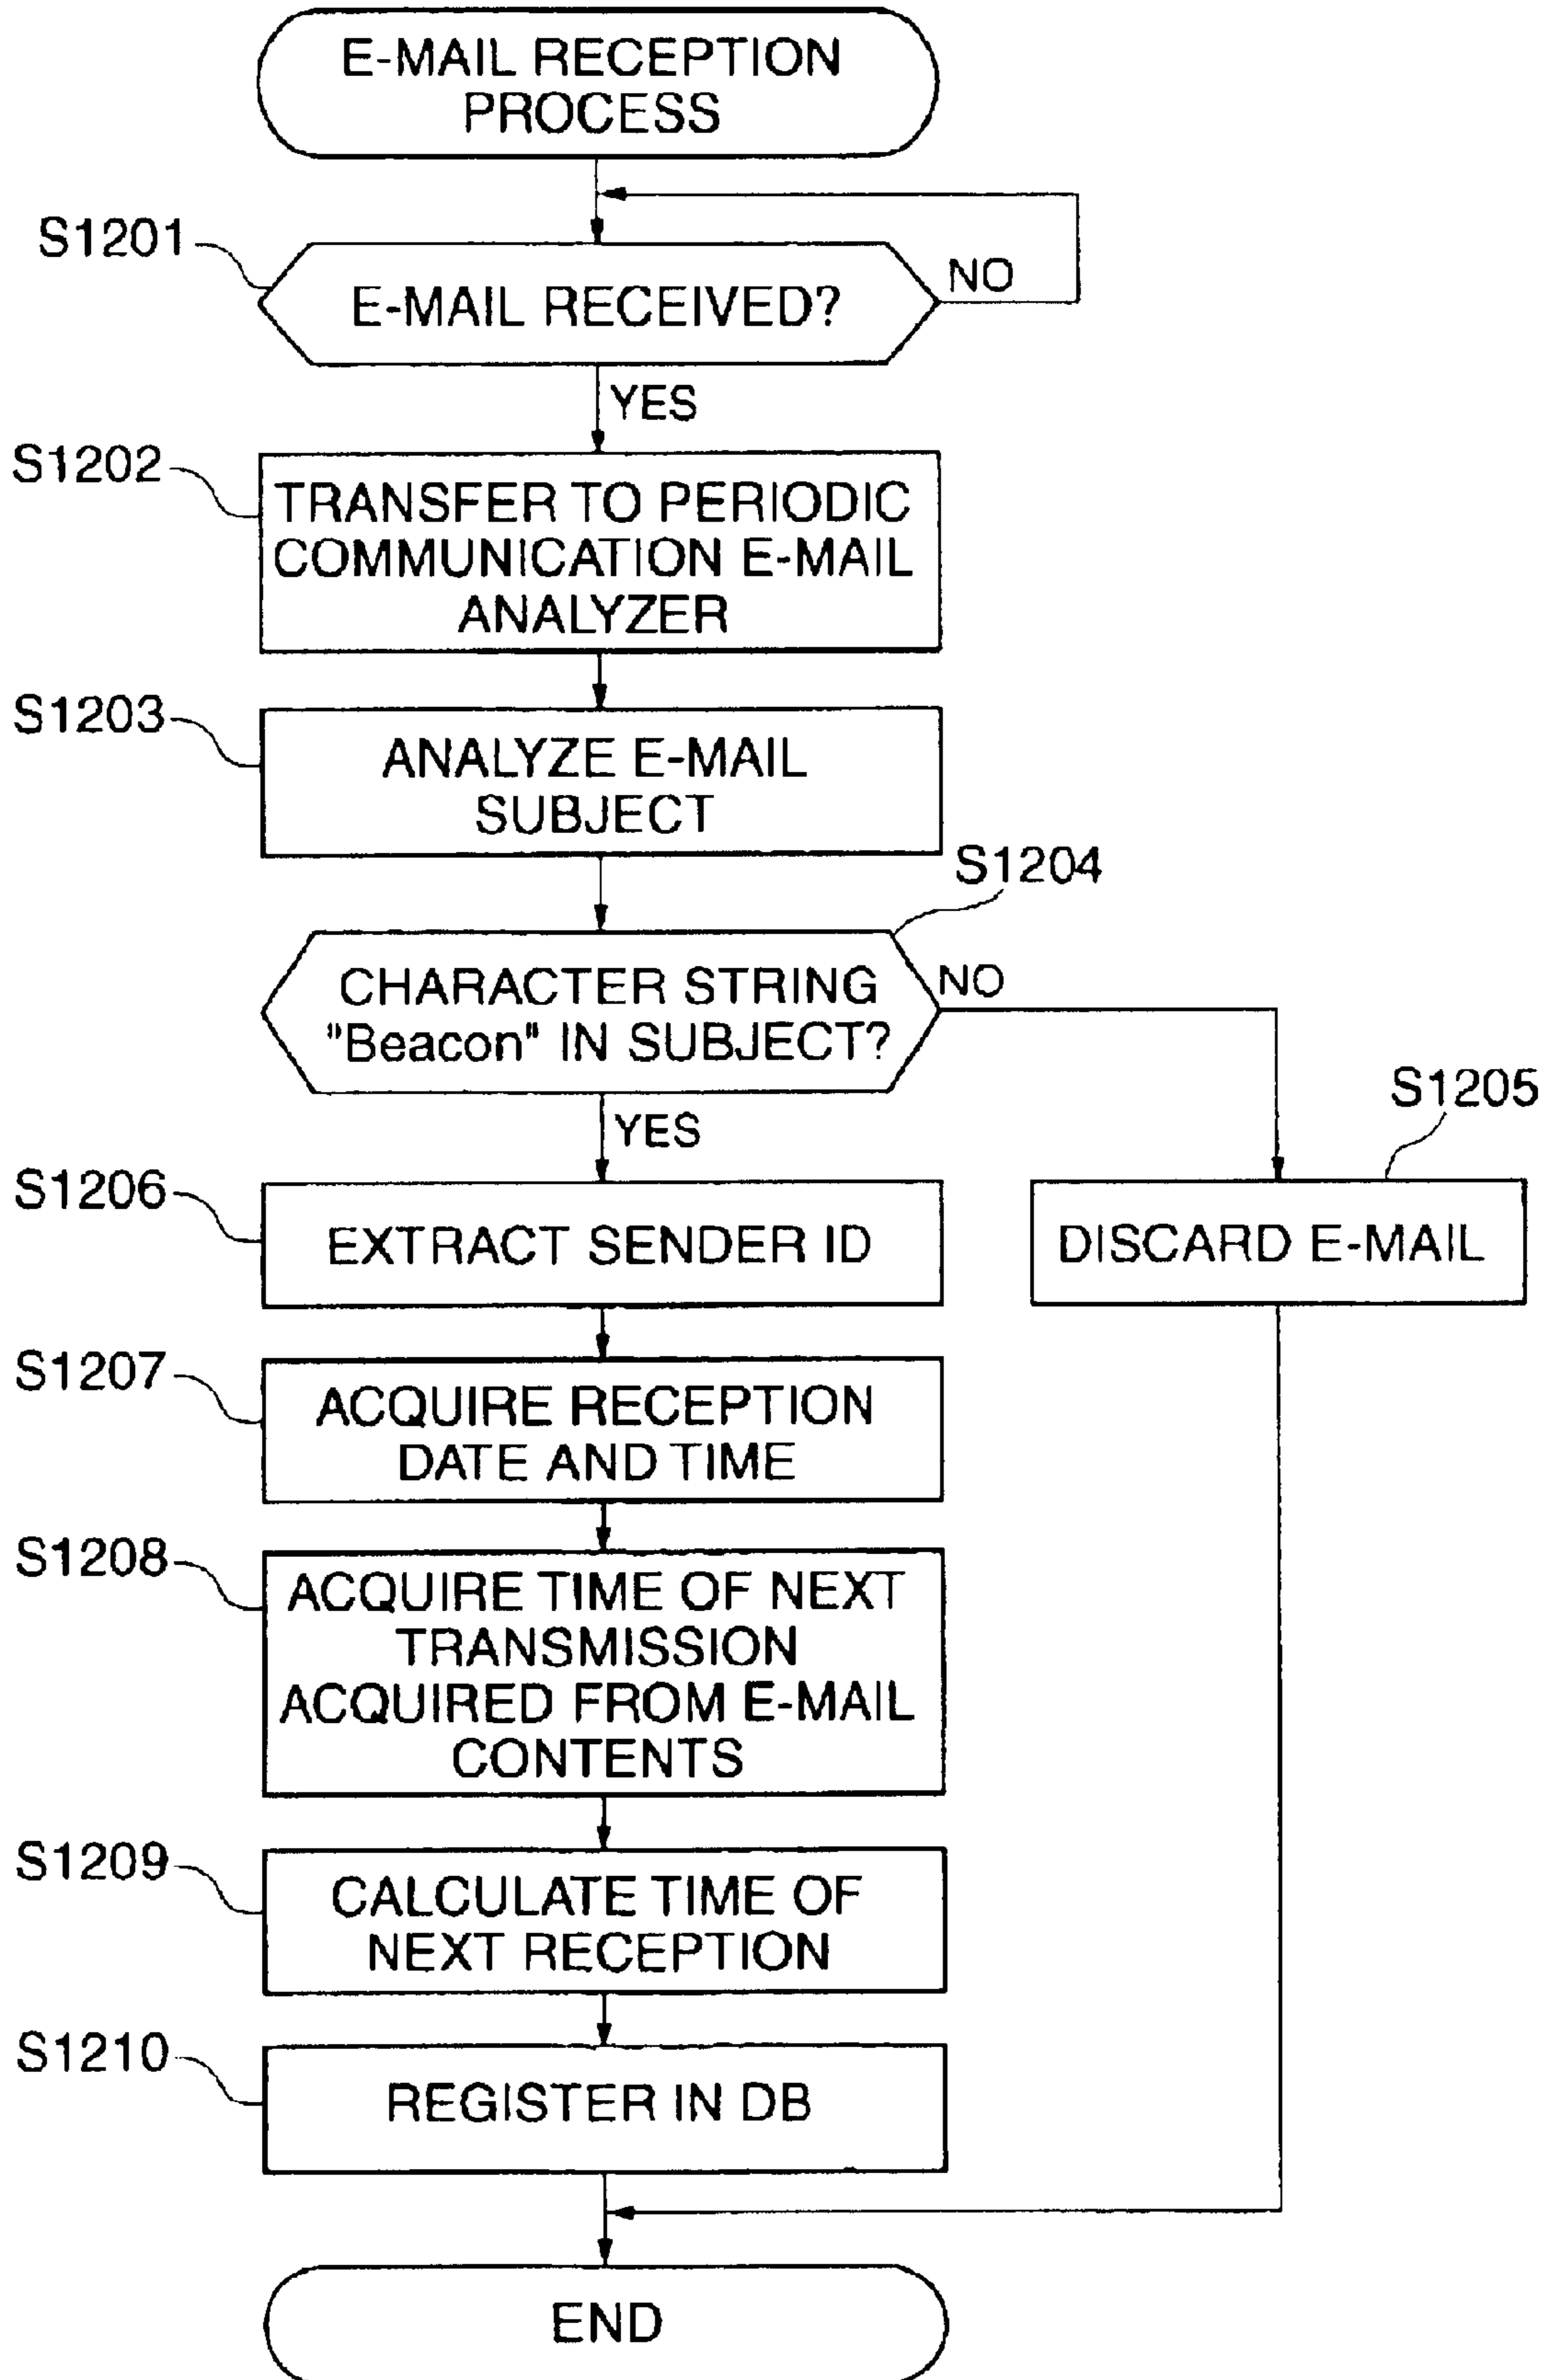 E-MAIL RECEPTION
PROCESS
S1201
E-MAIL RECEIVED?
NO
YES
S1202
TRANSFER TO PERIODIC
COMMUNICATION E-MAIL
ANALYZER
S1203
ANALYZE E-MAIL
SUBJECT
S1204
CHARACTER STRING
"Beacon" IN SUBJECT?
NO
YES
S1205
DISCARD E-MAIL
S1206
EXTRACT SENDER ID
S1207
ACQUIRE RECEPTION
DATE AND TIME
S1208
ACQUIRE TIME OF NEXT
TRANSMISSION
ACQUIRED FROM E-MAIL
CONTENTS
S1209
CALCULATE TIME OF
NEXT RECEPTION
S1210
REGISTER IN DB
END